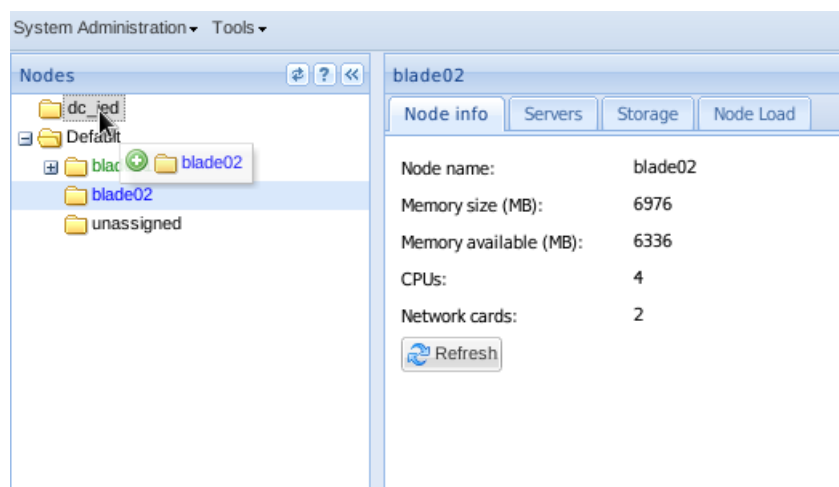 System Administration Tools
Nodes ?
blade02
dc_jed
Default
blade02
blade02
unassigned
Node info Servers Storage Node Load
Node name: blade02
Memory size (MB): 6976
Memory available (MB): 6336
CPUs: 4
Network cards: 2
Refresh